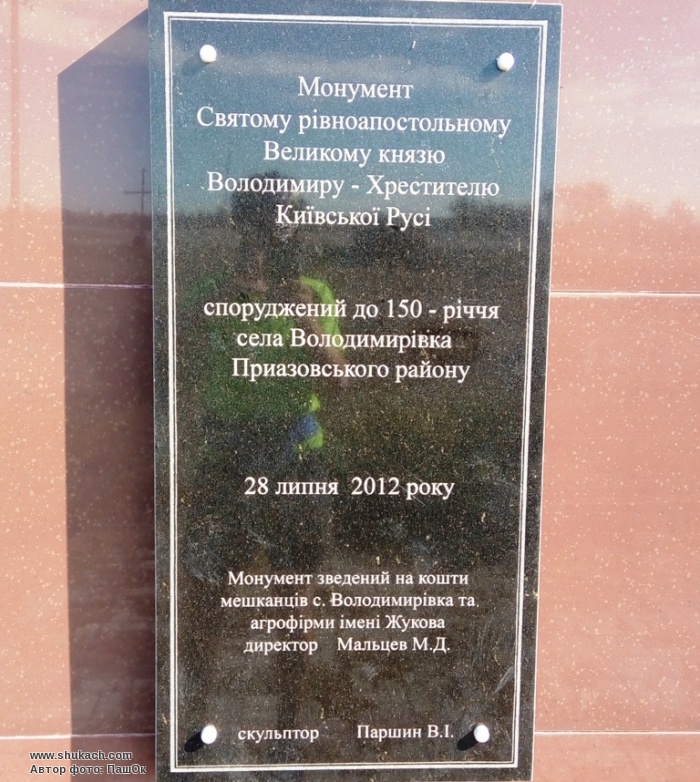 Монумент
Святому рівноапостольному
Великому князю
Володимиру - Хрестителю
Київської Русі
споруджений до 150 - річчя
села Володимирівка
Приазовського району
28 липня 2012 року
Монумент зведений на кошти
мешканців с. Володимирівка та
агрофірми імені Жукова
директор Мальцев М.Д.
скульптор Паршин В.І.
www.shukach.com
Автор фото: ПашОк